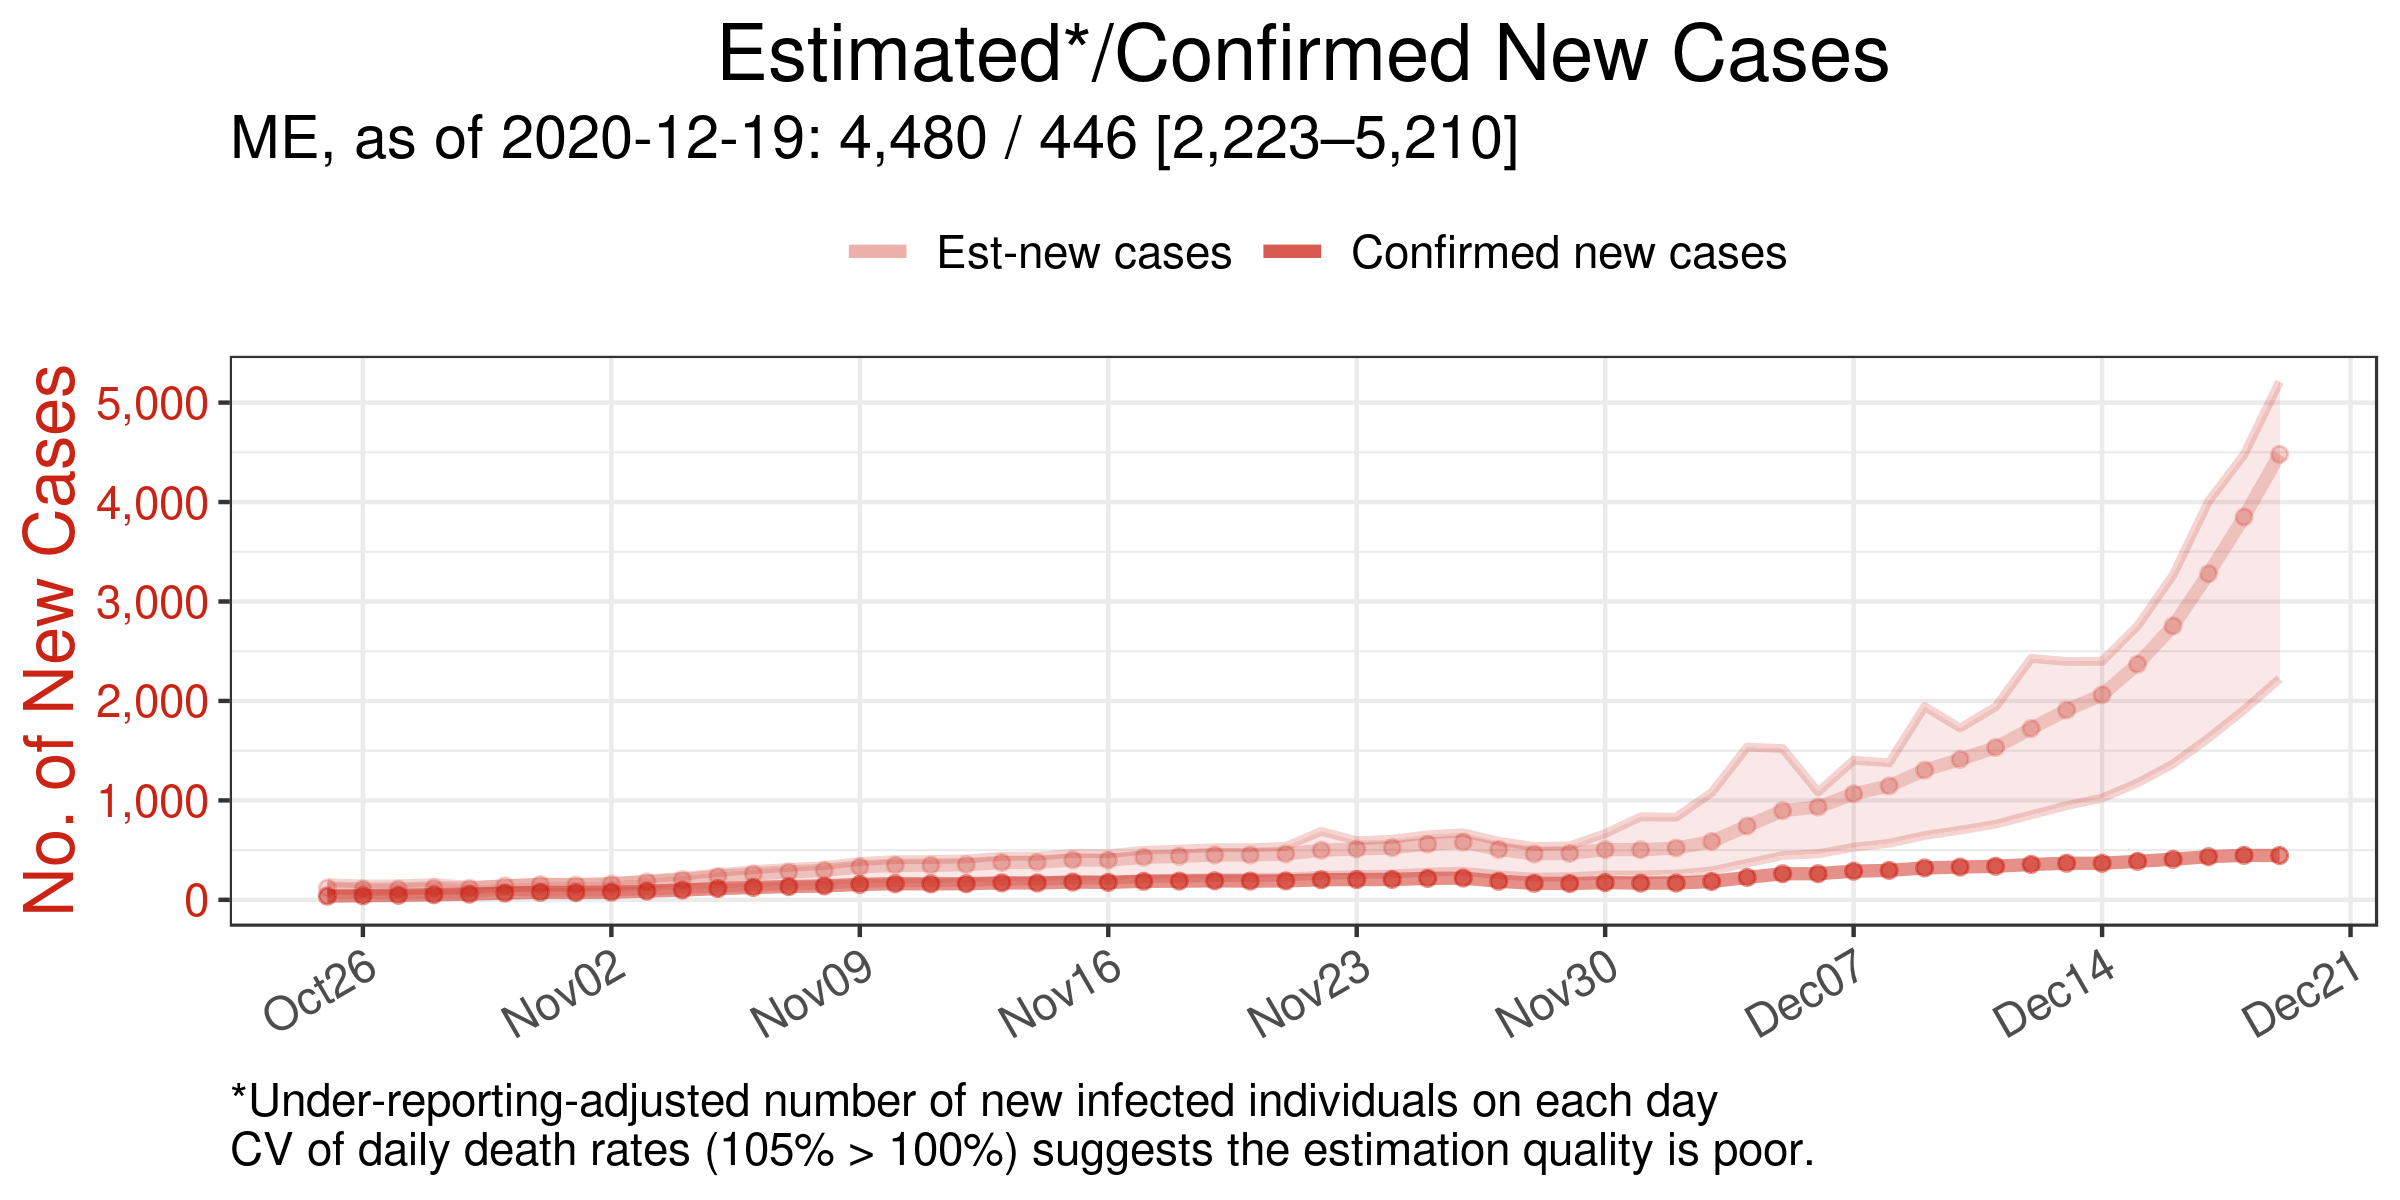 Estimated*/Confirmed New Cases
ME, as of 2020-12-19: 4,480 / 446 [2,223–5,210]
Est-new cases
Confirmed new cases
No. of New Cases
5,000
4,000
3,000
2,000
1,000
0
Oct26
Nov02
Nov09
Nov16
Nov23
Nov30
Dec07
Dec14
Dec21
*Under-reporting-adjusted number of new infected individuals on each day
CV of daily death rates (105% > 100%) suggests the estimation quality is poor.